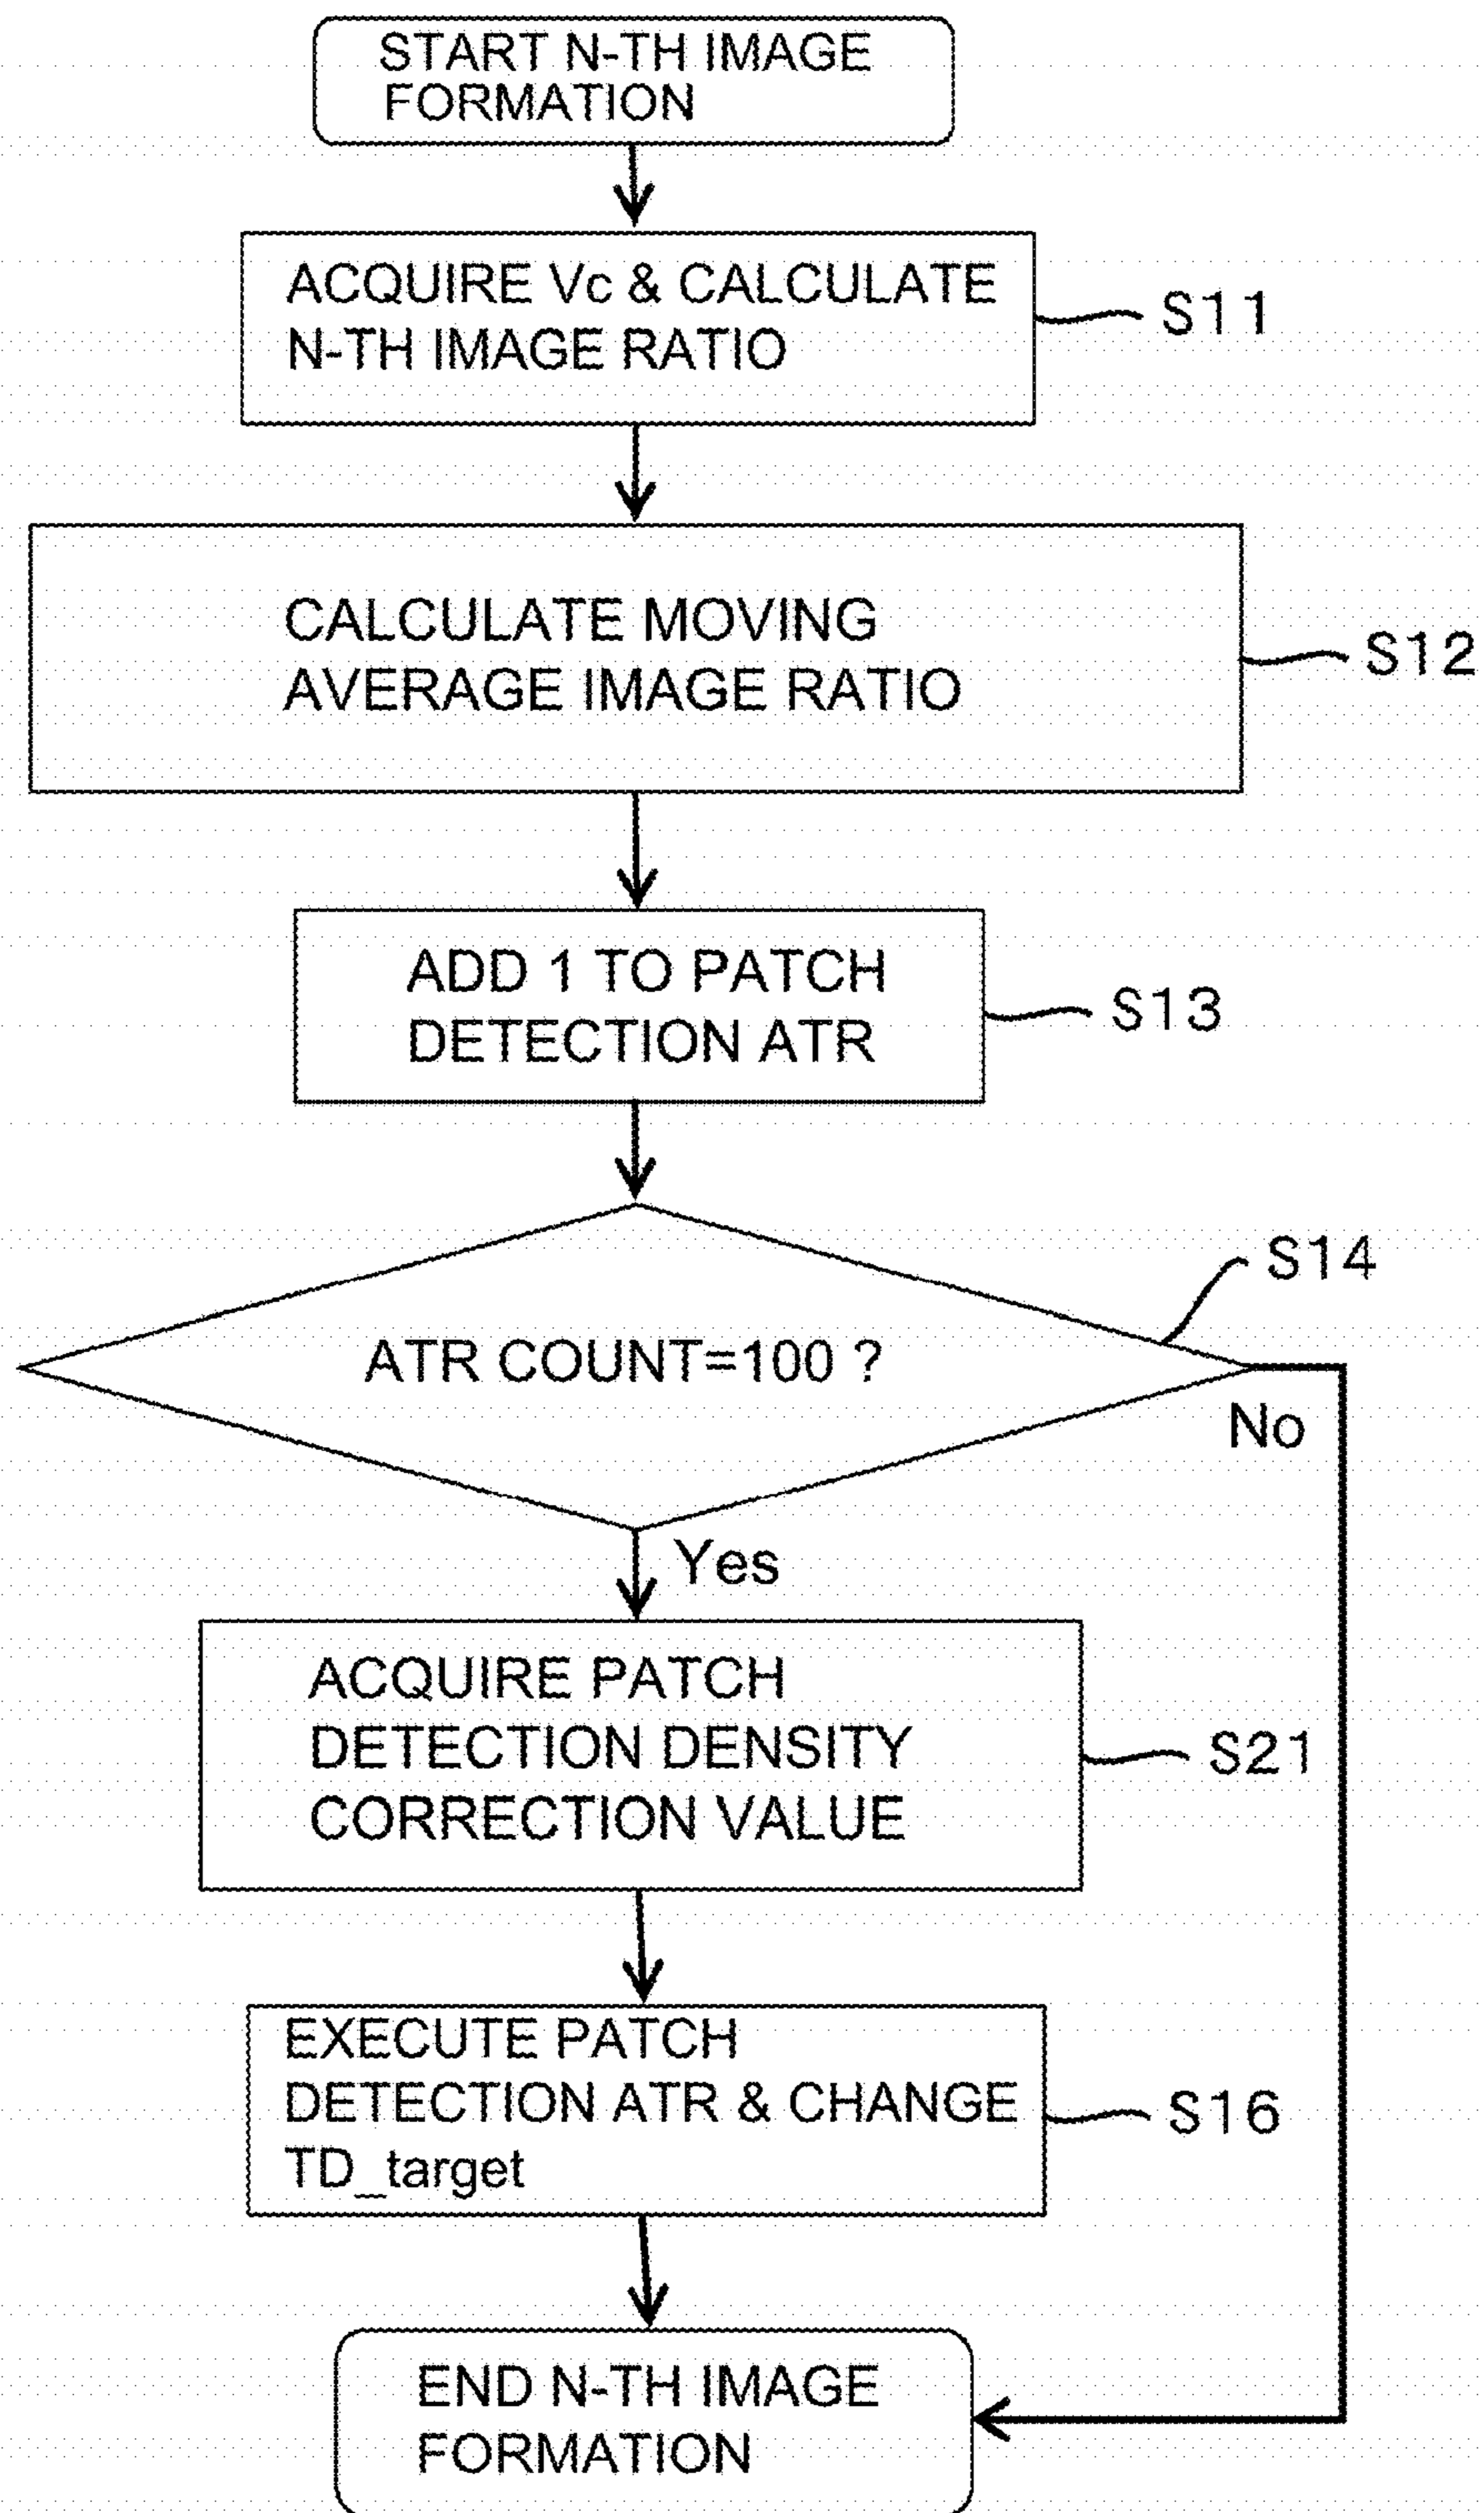 START N-TH IMAGE
FORMATION
ACQUIRE Vc & CALCULATE
N-TH IMAGE RATIO
S11
CALCULATE MOVING
AVERAGE IMAGE RATIO
S12
ADD 1 TO PATCH
DETECTION ATR
S13
S14
ATR COUNT=100 ?
No
Yes
ACQUIRE PATCH
DETECTION DENSITY
CORRECTION VALUE
S21
EXECUTE PATCH
DETECTION ATR & CHANGE
TD_target
S16
END N-TH IMAGE
FORMATION